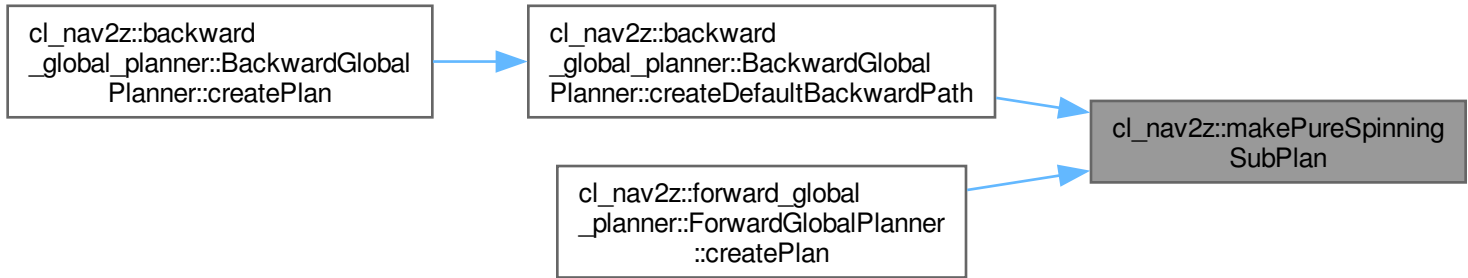 cl_nav2z::backward
_global_planner::BackwardGlobal
Planner::createPlan
cl_nav2z::backward
_global_planner::BackwardGlobal
Planner::createDefaultBackwardPath
cl_nav2z::makePureSpinning
SubPlan
cl_nav2z::forward_global
_planner::ForwardGlobalPlanner
::createPlan